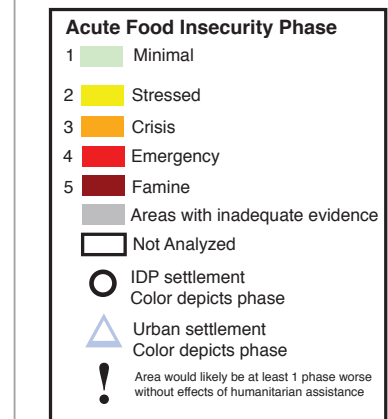 Acute Food Insecurity Phase
1 Minimal
2 Stressed
3 Crisis
4 Emergency
5 Famine
Areas with inadequate evidence
Not Analyzed
IDP settlement
Color depicts phase
Urban settlement
Color depicts phase
! Area would likely be at least 1 phase worse
without effects of humanitarian assistance